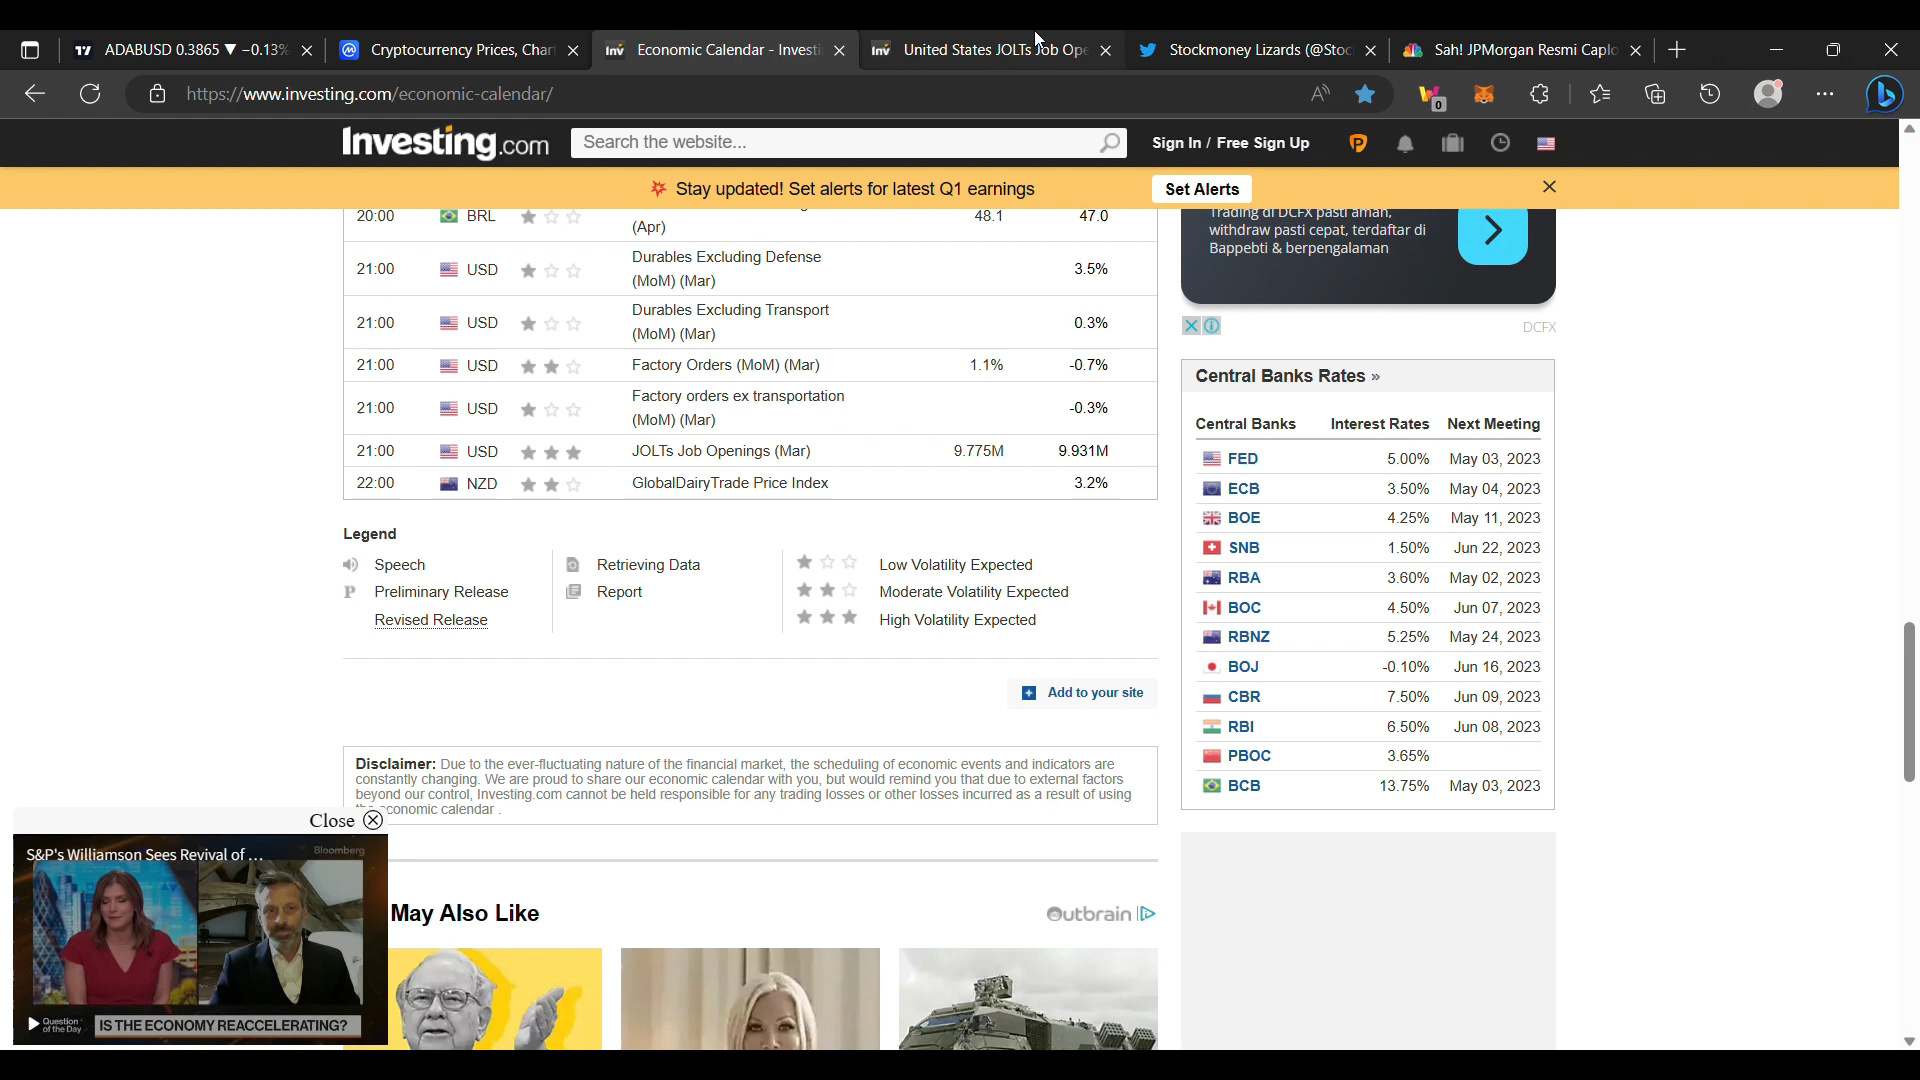 ADABUSD 0.3865 ▼ −0.13%
Cryptocurrency Prices, Char
Economic Calendar - Investi
United States JOLTs Job Ope
Stockmoney Lizards (@Stoc
Sah! JPMorgan Resmi Caplo
https://www.investing.com/economic-calendar/
0
Investing.com
Search the website...
Sign In / Free Sign Up
Stay updated! Set alerts for latest Q1 earnings
Set Alerts
20:00 BRL (Apr) 48.1 47.0
21:00 USD Durables Excluding Defense (MoM) (Mar) 3.5%
21:00 USD Durables Excluding Transport (MoM) (Mar) 0.3%
21:00 USD Factory Orders (MoM) (Mar) 1.1% -0.7%
21:00 USD Factory orders ex transportation (MoM) (Mar) -0.3%
21:00 USD JOLTs Job Openings (Mar) 9.775M 9.931M
22:00 NZD GlobalDairyTrade Price Index 3.2%
Legend
Speech
Preliminary Release
Revised Release
Retrieving Data
Report
Low Volatility Expected
Moderate Volatility Expected
High Volatility Expected
Add to your site
Disclaimer: Due to the ever-fluctuating nature of the financial market, the scheduling of economic events and indicators are
constantly changing. We are proud to share our economic calendar with you, but would remind you that due to external factors
beyond our control, Investing.com cannot be held responsible for any trading losses or other losses incurred as a result of using
economic calendar .
Close
S&P's Williamson Sees Revival of ...
Bloomberg
Question of the Day
IS THE ECONOMY REACCELERATING?
May Also Like
Outbrain
Trading di DCFX pasti aman,
withdraw pasti cepat, terdaftar di
Bappebti & berpengalaman
DCFX
Central Banks Rates »
Central Banks Interest Rates Next Meeting
FED 5.00% May 03, 2023
ECB 3.50% May 04, 2023
BOE 4.25% May 11, 2023
SNB 1.50% Jun 22, 2023
RBA 3.60% May 02, 2023
BOC 4.50% Jun 07, 2023
RBNZ 5.25% May 24, 2023
BOJ -0.10% Jun 16, 2023
CBR 7.50% Jun 09, 2023
RBI 6.50% Jun 08, 2023
PBOC 3.65%
BCB 13.75% May 03, 2023